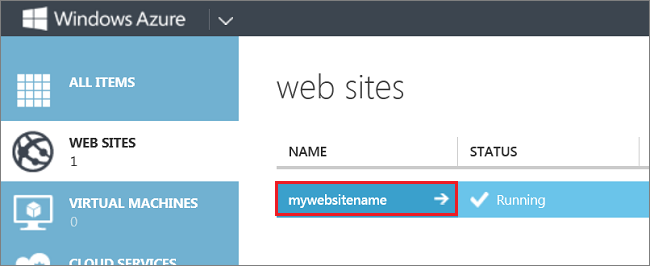 Windows Azure
ALL ITEMS
WEB SITES
1
VIRTUAL MACHINES
0
CLOUD SERVICES
web sites
NAME STATUS
mywebsitename Running